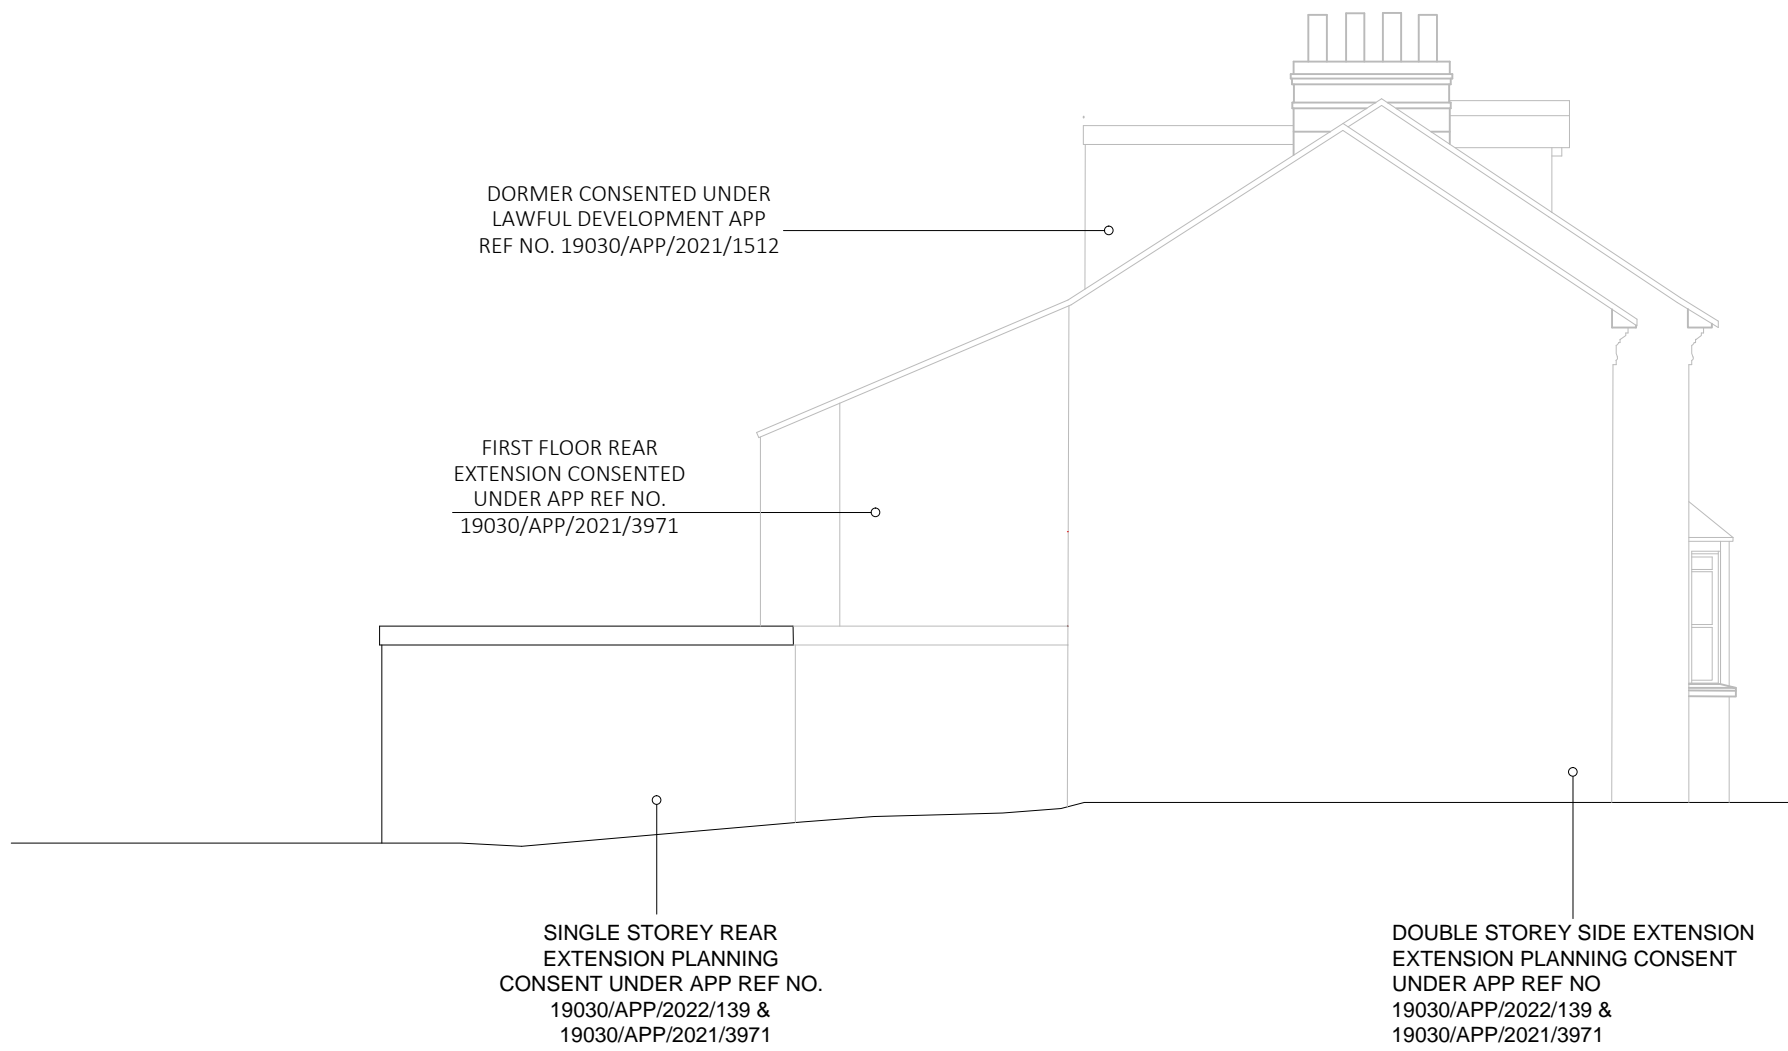 DORMER CONSENTED UNDER
LAWFUL DEVELOPMENT APP
REF NO. 19030/APP/2021/1512
FIRST FLOOR REAR
EXTENSION CONSENTED
UNDER APP REF NO.
19030/APP/2021/3971
SINGLE STOREY REAR
EXTENSION PLANNING
CONSENT UNDER APP REF NO.
19030/APP/2022/139 &
19030/APP/2021/3971
DOUBLE STOREY SIDE EXTENSION
EXTENSION PLANNING CONSENT
UNDER APP REF NO
19030/APP/2022/139 &
19030/APP/2021/3971